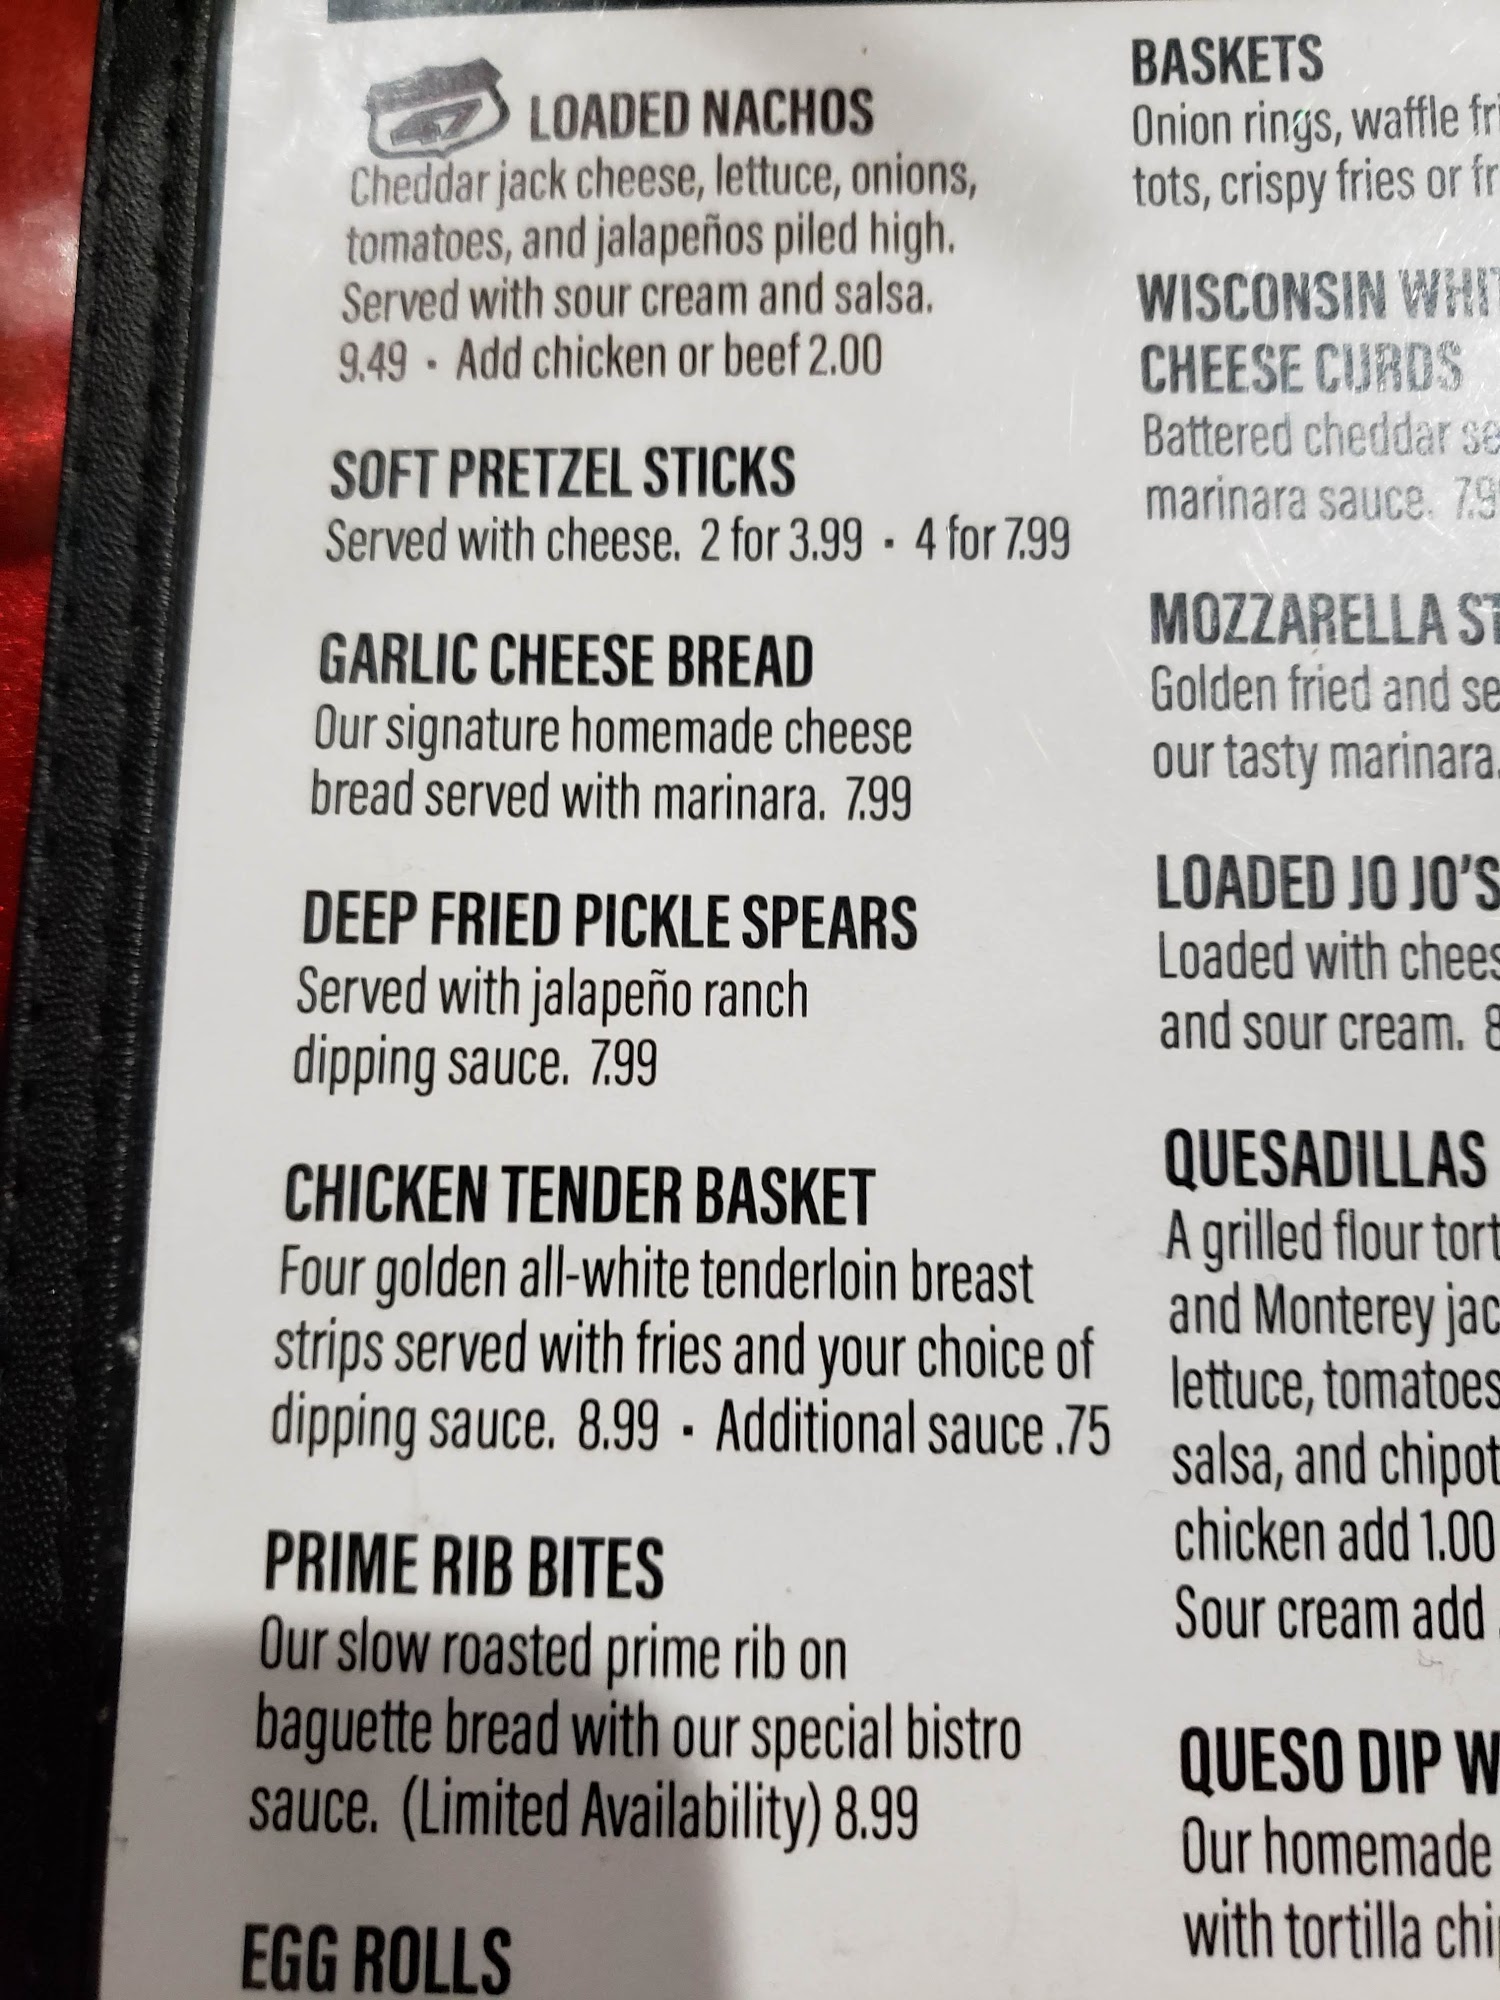 LOADED NACHOS
Cheddar jack cheese, lettuce, onions,
tomatoes, and jalapeños piled high.
Served with sour cream and salsa.
9.49 · Add chicken or beef 2.00
SOFT PRETZEL STICKS
Served with cheese. 2 for 3.99 · 4 for 7.99
GARLIC CHEESE BREAD
Our signature homemade cheese
bread served with marinara. 7.99
DEEP FRIED PICKLE SPEARS
Served with jalapeño ranch
dipping sauce. 7.99
CHICKEN TENDER BASKET
Four golden all-white tenderloin breast
strips served with fries and your choice of
dipping sauce. 8.99 · Additional sauce .75
PRIME RIB BITES
Our slow roasted prime rib on
baguette bread with our special bistro
sauce. (Limited Availability) 8.99
EGG ROLLS
BASKETS
Onion rings, waffle
tots, crispy fries or
WISCONSIN
CHEESE CURDS
Battered cheddar
marinara sauce.
MOZZARELLA
Golden fried and
our tasty marinara.
LOADED JO JO'S
Loaded with
and sour cream.
QUESADILLAS
A grilled flour
and Monterey
lettuce, tomatoes
salsa, and
chicken add 1.00
Sour cream add
QUESO DIP
Our homemade
with tortilla